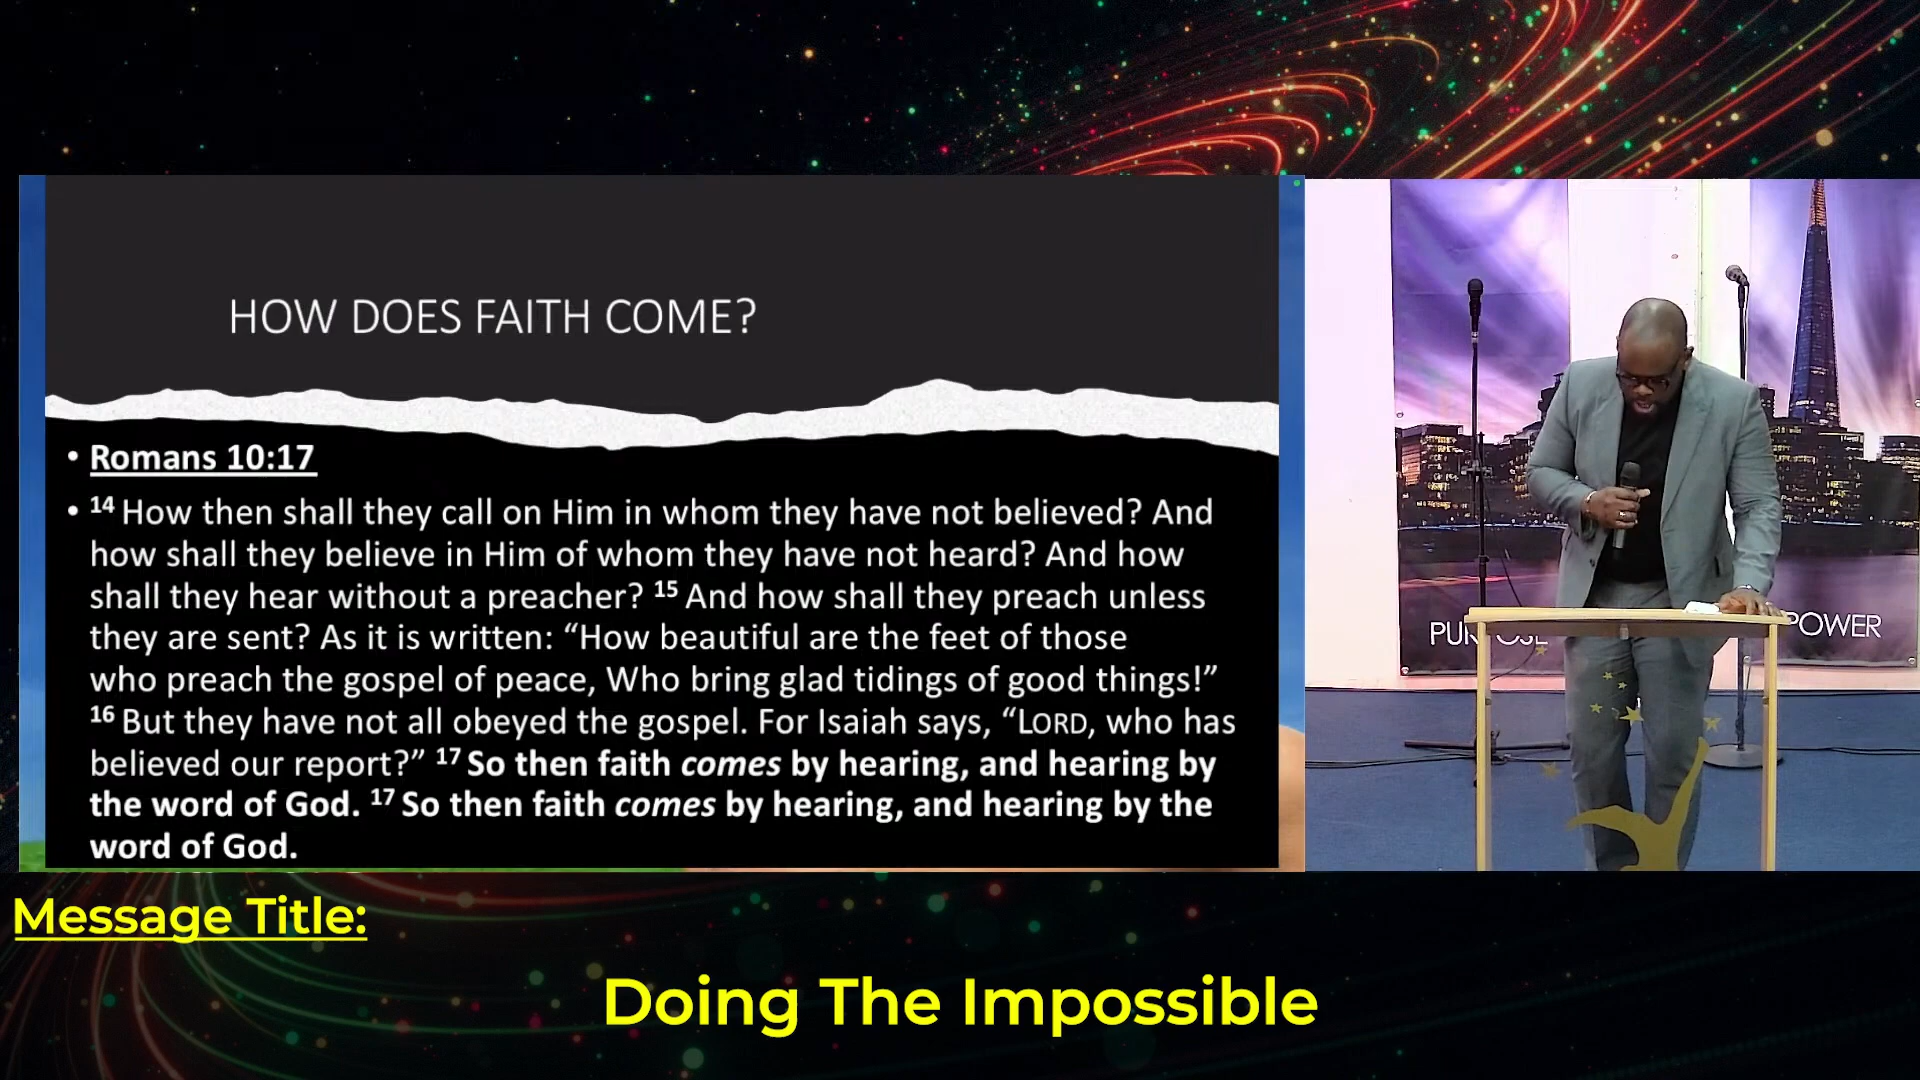 HOW DOES FAITH COME?
• Romans 10:17
• 14 How then shall they call on Him in whom they have not believed? And
how shall they believe in Him of whom they have not heard? And how
shall they hear without a preacher? 15 And how shall they preach unless
they are sent? As it is written: “How beautiful are the feet of those
who preach the gospel of peace, Who bring glad tidings of good things!”
16 But they have not all obeyed the gospel. For Isaiah says, “LORD, who has
believed our report?” 17 So then faith comes by hearing, and hearing by
the word of God. 17 So then faith comes by hearing, and hearing by the
word of God.
PURPOSE
POWER
Message Title:
Doing The Impossible